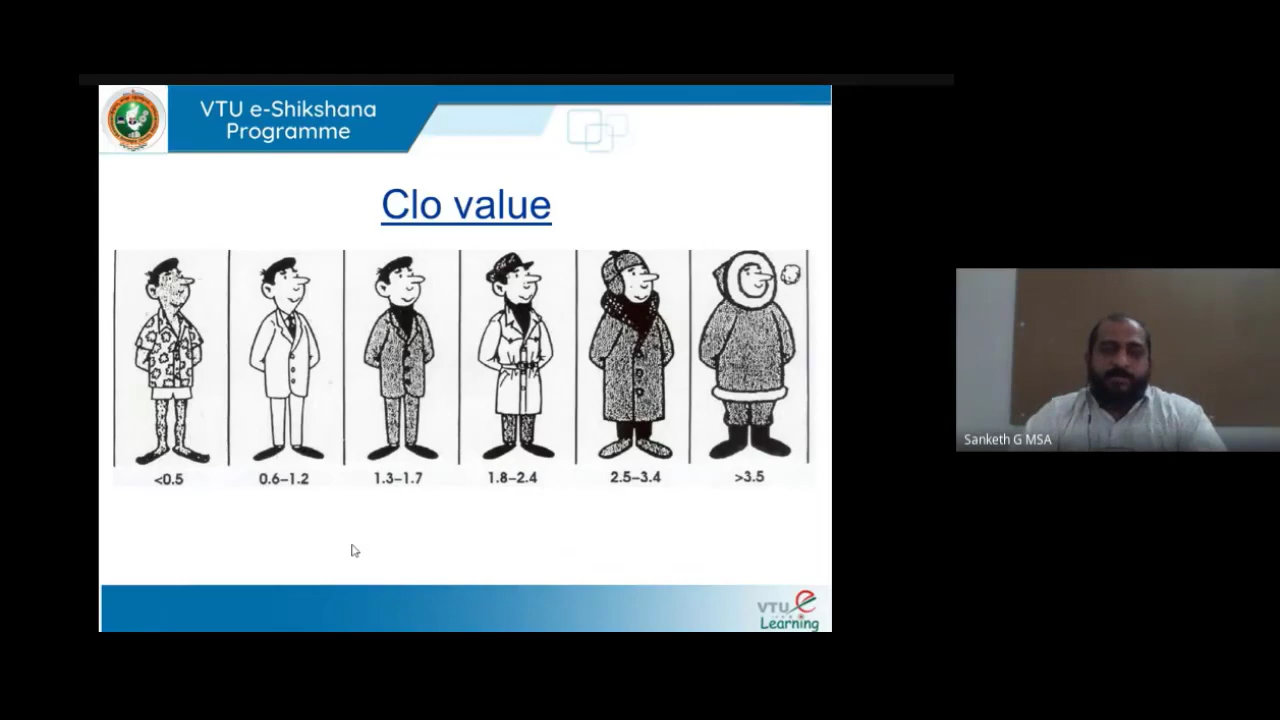 VTU e-Shikshana
Programme
Clo value
<0.5
0.6–1.2
1.3–1.7
1.8–2.4
2.5–3.4
>3.5
Sanketh G MSA
VTU e
Learning